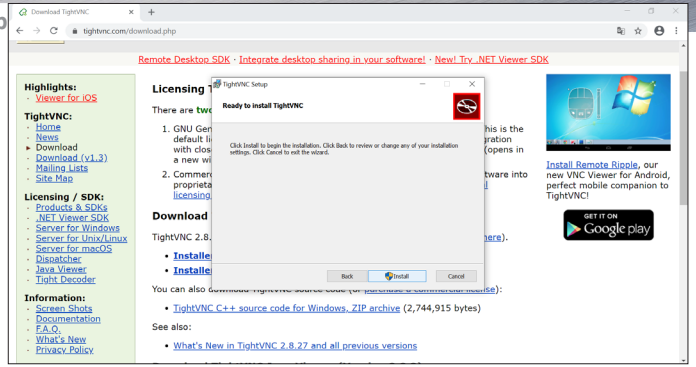 Download TightVNC
tightvnc.com/download.php
Remote Desktop SDK · Integrate desktop sharing in your software! · New! Try .NET Viewer SDK
Highlights:
· Viewer for iOS
TightVNC:
· Home
· News
► Download
· Download (v1.3)
· Mailing Lists
· Site Map
Licensing / SDK:
· Products & SDKs
· .NET Viewer SDK
· Server for Windows
· Server for Unix/Linux
· Server for macOS
· Dispatcher
· Java Viewer
· Tight Decoder
Information:
· Screen Shots
· Documentation
· F.A.Q.
· What's New
· Privacy Policy
Licensing
There are
1. GNU Gen
his is the
default li
gration
with clos
(opens in
a new wi
2. Commer
tware into
proprieta
licensing
Download
TightVNC 2.8.
here).
• Installe
• Installe
You can also download TightVNC source code (or purchase a commercial license):
• TightVNC C++ source code for Windows, ZIP archive (2,744,915 bytes)
See also:
• What's New in TightVNC 2.8.27 and all previous versions
TightVNC Setup
Ready to install TightVNC
Click Install to begin the installation. Click Back to review or change any of your installation
settings. Click Cancel to exit the wizard.
Back
Install
Cancel
Install Remote Ripple, our
new VNC Viewer for Android,
perfect mobile companion to
TightVNC!
GET IT ON
Google play